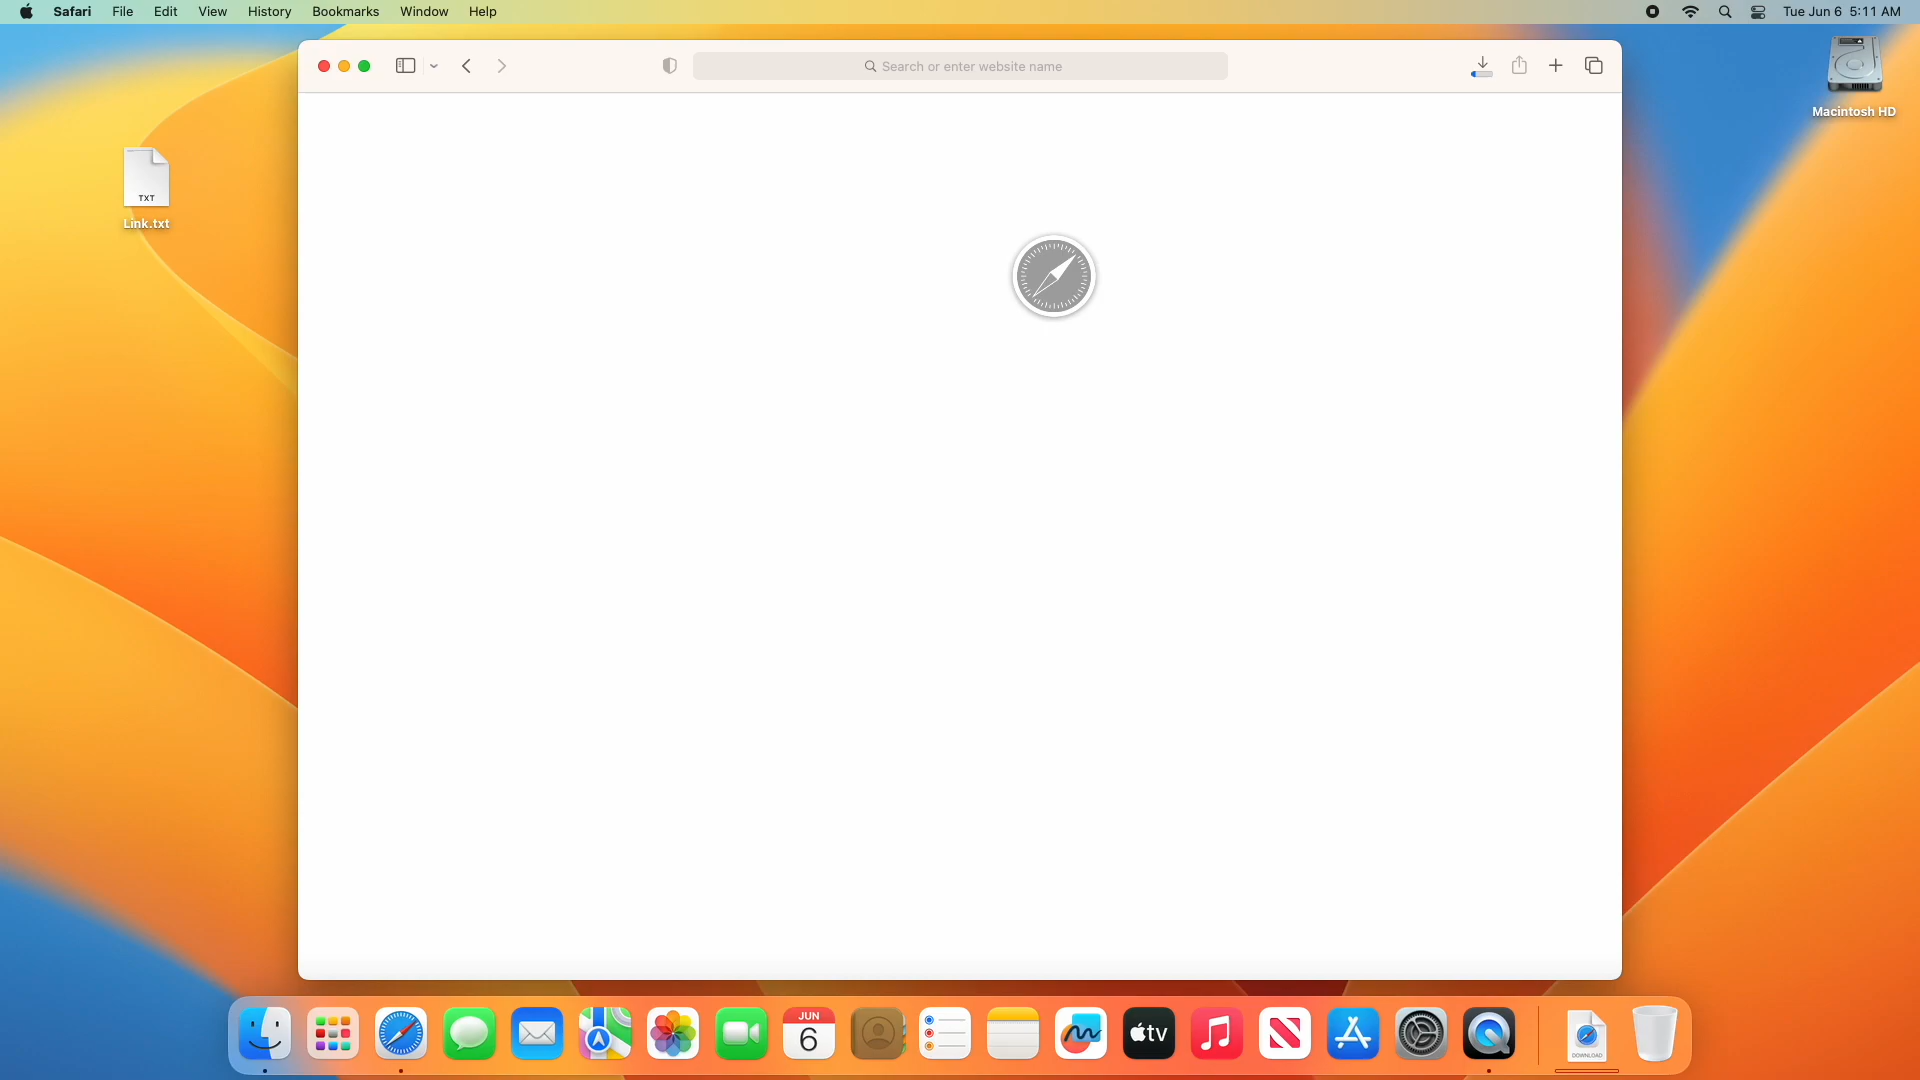 Safari File Edit View History Bookmarks Window Help Tue Jun 6 5:11 AM
Search or enter website name
Macintosh HD
TXT
Link.txt
JUN
6
tv
DOWNLOAD